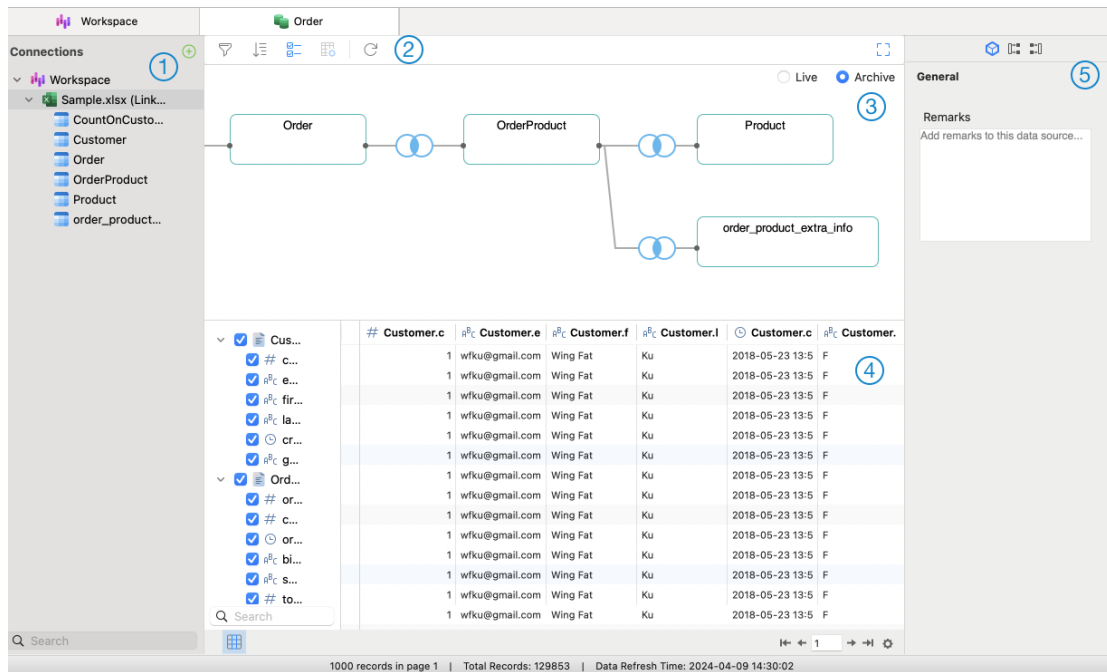 Workspace
Order
Connections
1
Workspace
Sample.xlsx (Link...
CountOnCusto...
Customer
Order
OrderProduct
Product
order_product...
Search
2
Live
Archive
3
Order
OrderProduct
Product
order_product_extra_info
Cus...
# c...
ABC e...
ABC fir...
ABC la...
cr...
ABC g...
Ord...
# or...
# c...
or...
ABC bi...
ABC s...
# to...
Search
# Customer.c ABC Customer.e ABC Customer.f ABC Customer.l Customer.c ABC Customer.
1 wfku@gmail.com Wing Fat Ku 2018-05-23 13:5 F
1 wfku@gmail.com Wing Fat Ku 2018-05-23 13:5 F
1 wfku@gmail.com Wing Fat Ku 2018-05-23 13:5 F
1 wfku@gmail.com Wing Fat Ku 2018-05-23 13:5 F
1 wfku@gmail.com Wing Fat Ku 2018-05-23 13:5 F
1 wfku@gmail.com Wing Fat Ku 2018-05-23 13:5 F
1 wfku@gmail.com Wing Fat Ku 2018-05-23 13:5 F
1 wfku@gmail.com Wing Fat Ku 2018-05-23 13:5 F
1 wfku@gmail.com Wing Fat Ku 2018-05-23 13:5 F
1 wfku@gmail.com Wing Fat Ku 2018-05-23 13:5 F
1 wfku@gmail.com Wing Fat Ku 2018-05-23 13:5 F
1 wfku@gmail.com Wing Fat Ku 2018-05-23 13:5 F
1 wfku@gmail.com Wing Fat Ku 2018-05-23 13:5 F
1 wfku@gmail.com Wing Fat Ku 2018-05-23 13:5 F
4
1
5
General
Remarks
Add remarks to this data source...
1000 records in page 1 | Total Records: 129853 | Data Refresh Time: 2024-04-09 14:30:02